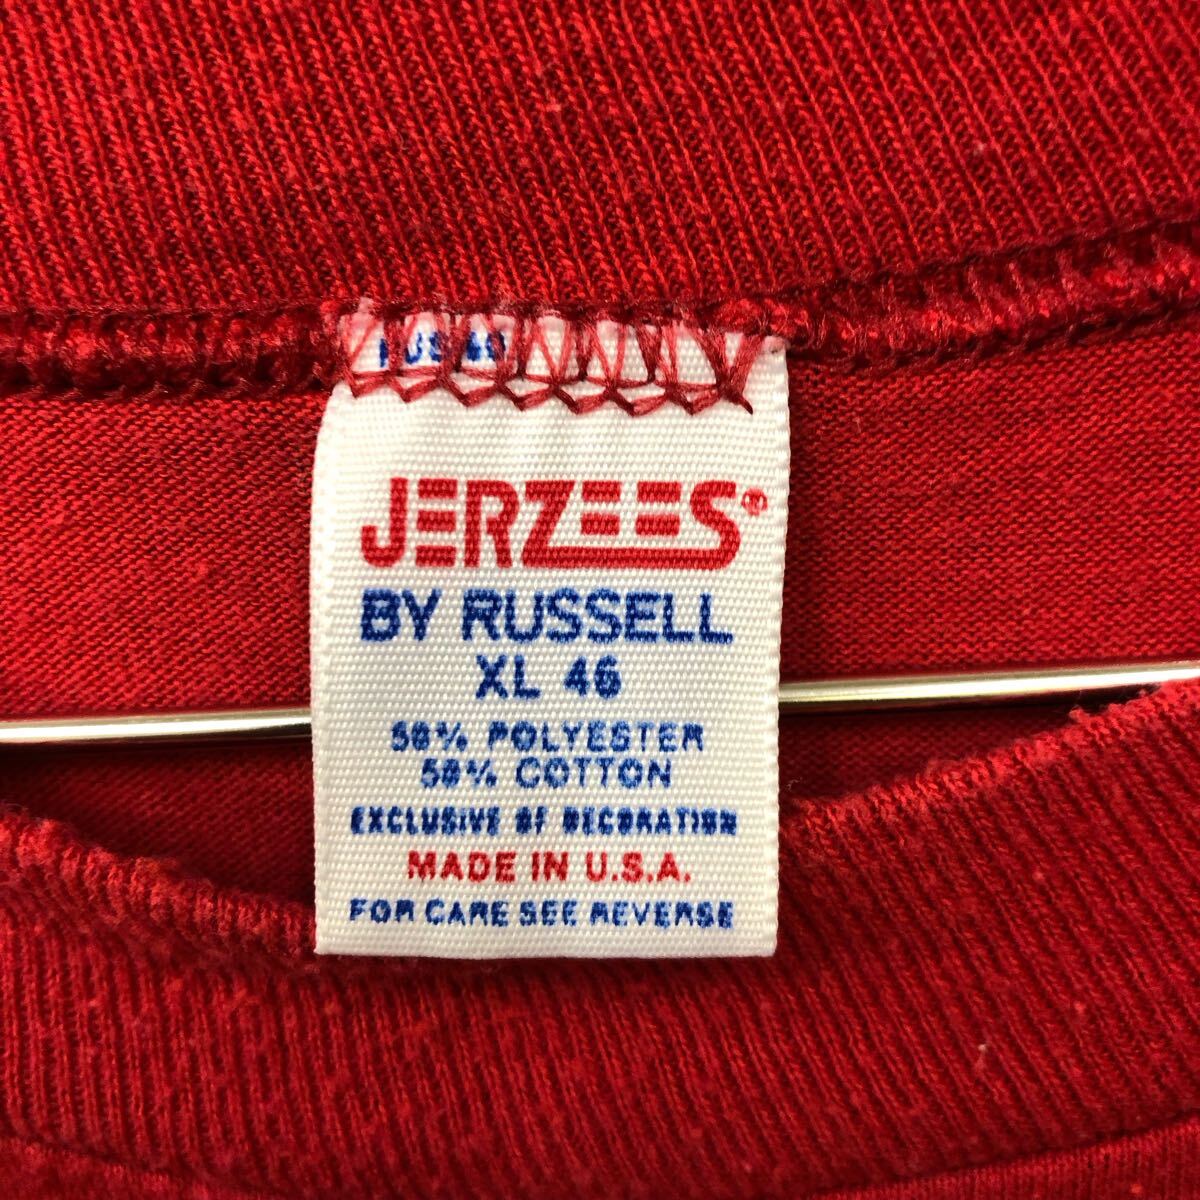 JERZEES®
BY RUSSELL
XL 46
50% POLYESTER
50% COTTON
EXCLUSIVE OF DECORATION
MADE IN U.S.A.
FOR CARE SEE REVERSE